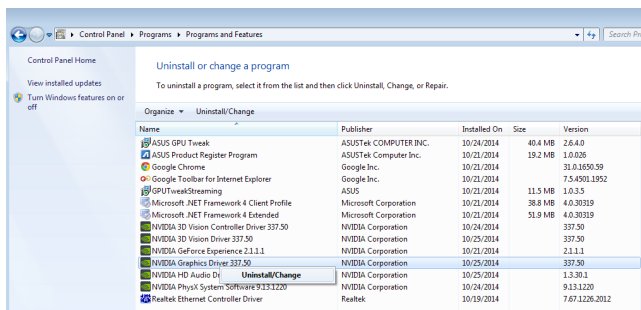 Control Panel ▸ Programs ▸ Programs and Features
Search Pr
Control Panel Home
View installed updates
Turn Windows features on or
off
Uninstall or change a program
To uninstall a program, select it from the list and then click Uninstall, Change, or Repair.
Organize Uninstall/Change
Name Publisher Installed On Size Version
ASUS GPU Tweak ASUSTek COMPUTER INC. 10/24/2014 40.4 MB 2.6.4.0
ASUS Product Register Program ASUSTek Computer Inc. 10/21/2014 19.2 MB 1.0.026
Google Chrome Google Inc. 10/21/2014 31.0.1650.59
Google Toolbar for Internet Explorer Google Inc. 10/21/2014 7.5.4501.1952
GPUTweakStreaming ASUS 10/21/2014 11.5 MB 1.0.3.5
Microsoft .NET Framework 4 Client Profile Microsoft Corporation 10/21/2014 38.8 MB 4.0.30319
Microsoft .NET Framework 4 Extended Microsoft Corporation 10/21/2014 51.9 MB 4.0.30319
NVIDIA 3D Vision Controller Driver 337.50 NVIDIA Corporation 10/24/2014 337.50
NVIDIA 3D Vision Driver 337.50 NVIDIA Corporation 10/25/2014 337.50
NVIDIA GeForce Experience 2.1.1.1 NVIDIA Corporation 10/21/2014 2.1.1.1
NVIDIA Graphics Driver 337.50 NVIDIA Corporation 10/25/2014 337.50
NVIDIA HD Audio Dr Uninstall/Change NVIDIA Corporation 10/25/2014 1.3.30.1
NVIDIA PhysX System Software 9.13.1220 NVIDIA Corporation 10/24/2014 9.13.1220
Realtek Ethernet Controller Driver Realtek 10/19/2014 7.67.1226.2012